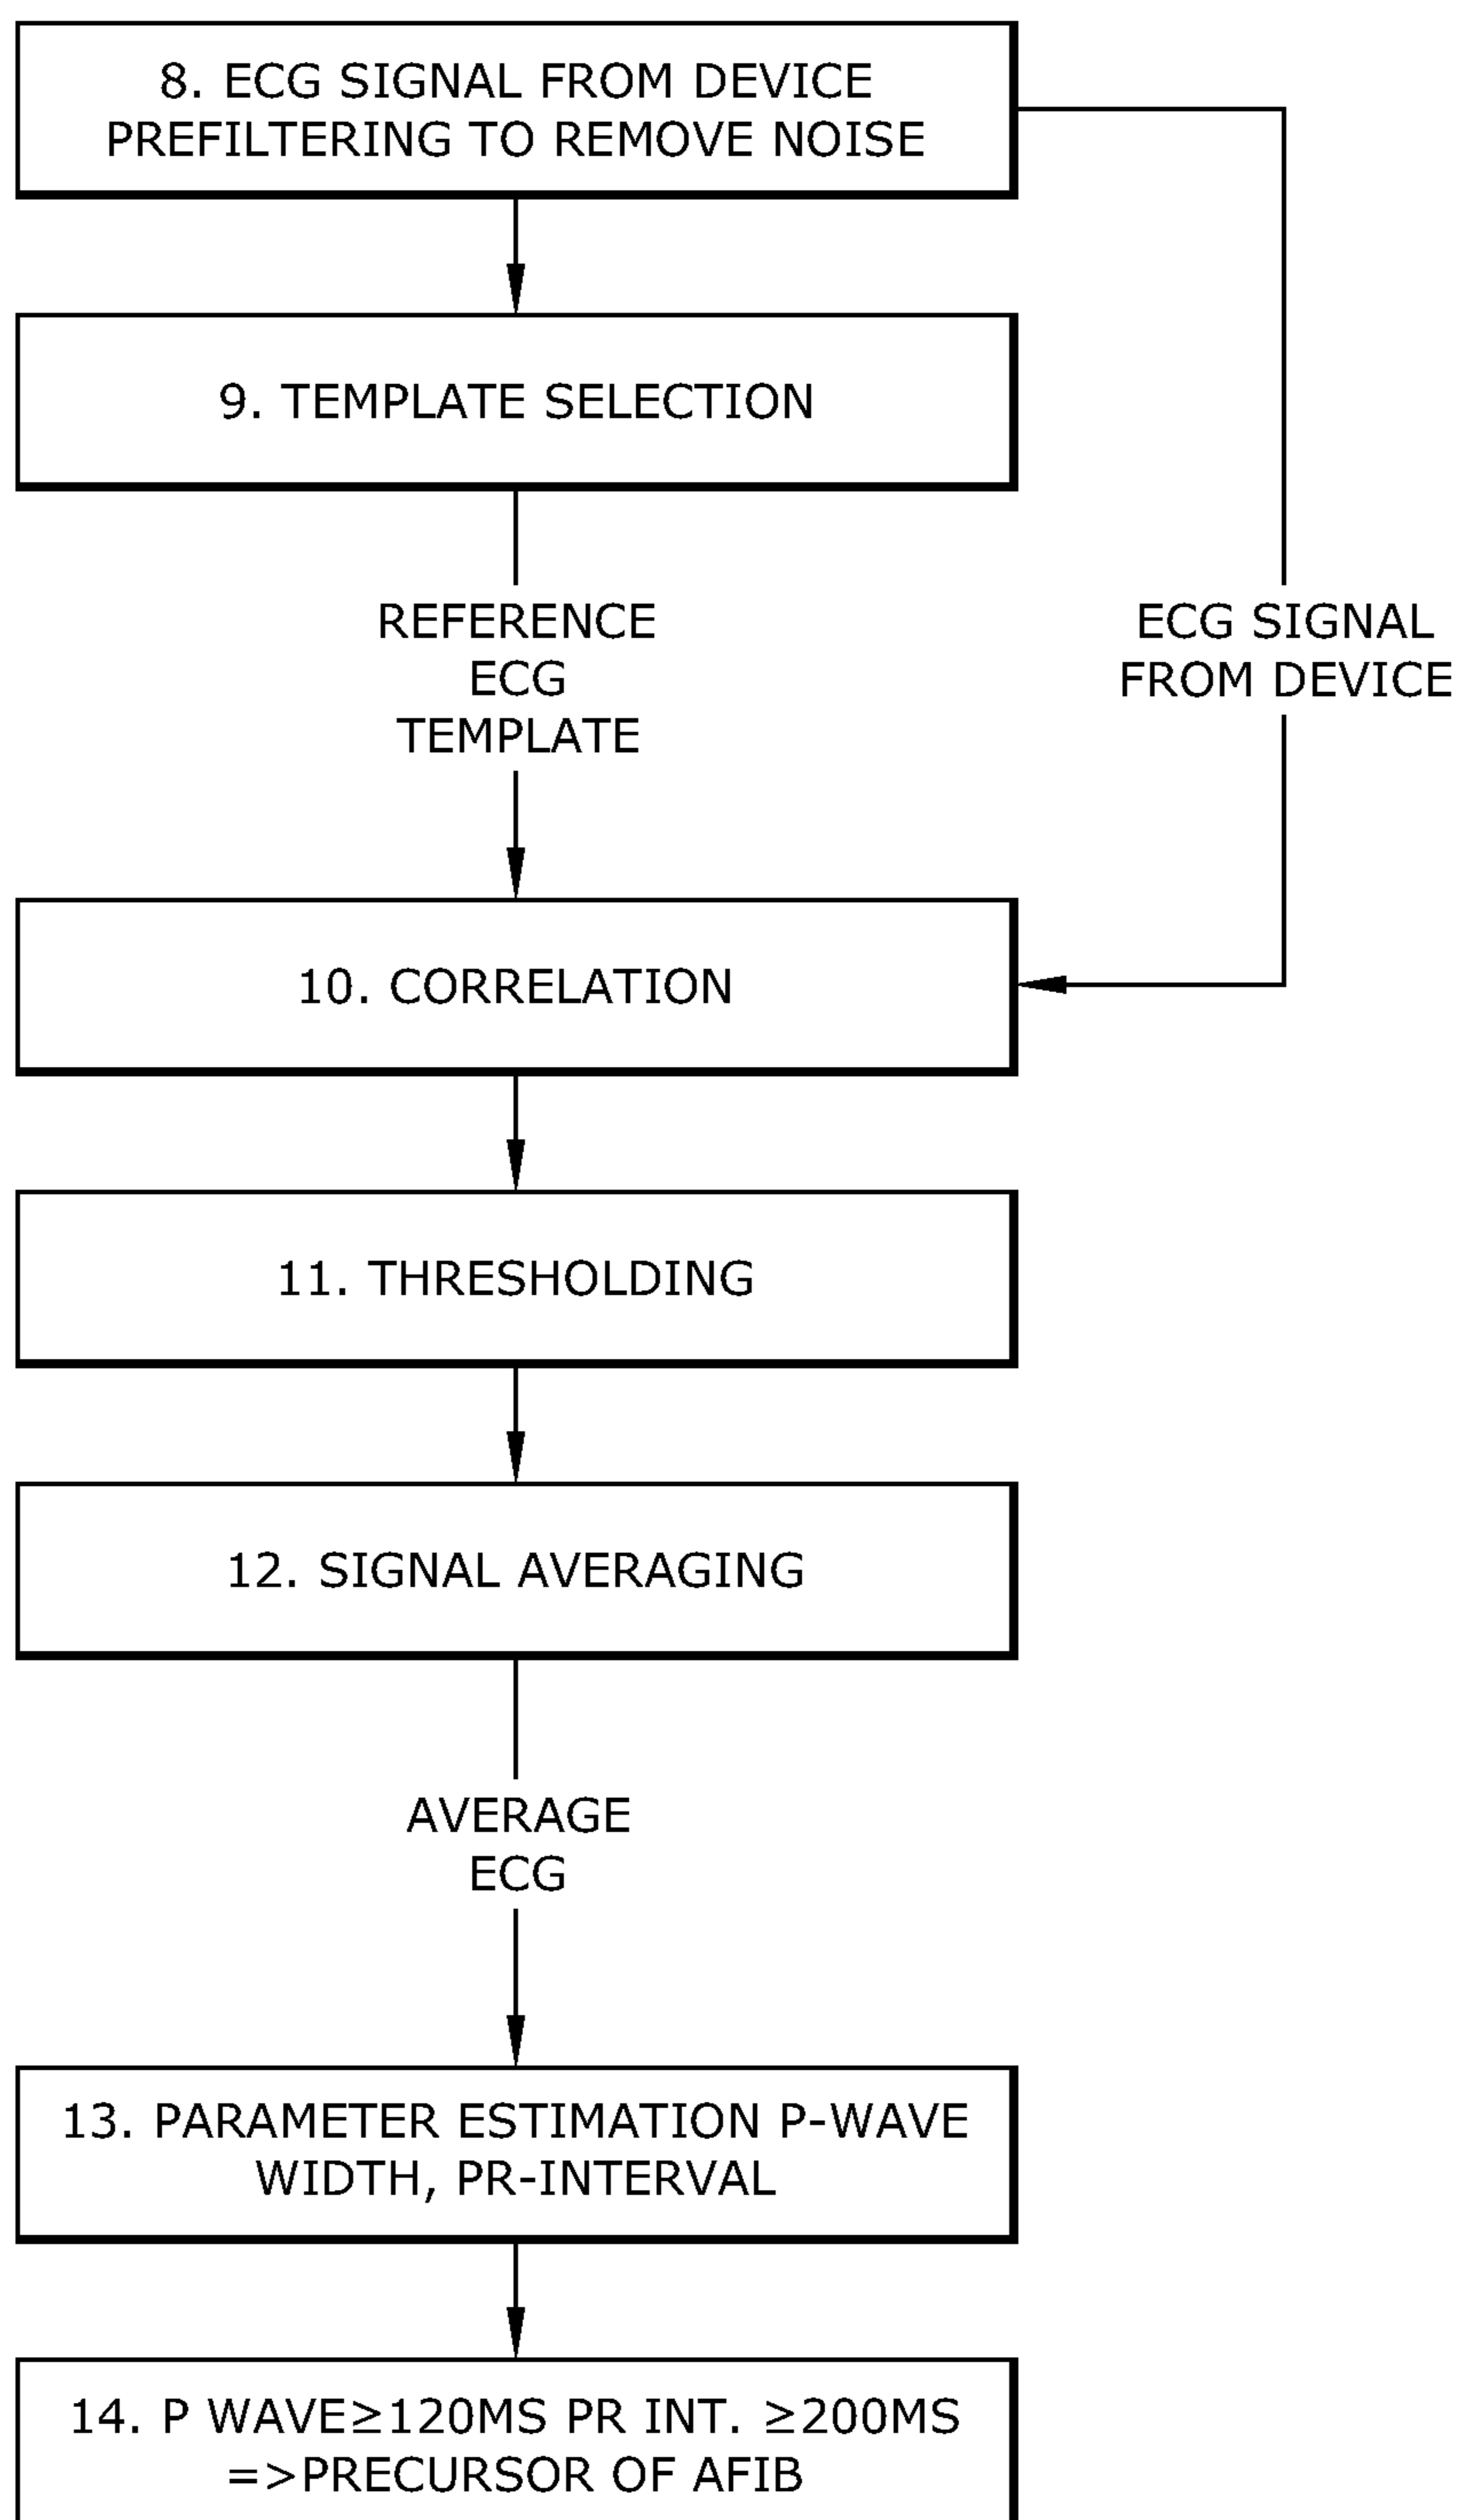 8. ECG SIGNAL FROM DEVICE
PREFILTERING TO REMOVE NOISE
9. TEMPLATE SELECTION
REFERENCE
ECG
TEMPLATE
ECG SIGNAL
FROM DEVICE
10. CORRELATION
11. THRESHOLDING
12. SIGNAL AVERAGING
AVERAGE
ECG
13. PARAMETER ESTIMATION P-WAVE
WIDTH, PR-INTERVAL
14. P WAVE≥120MS PR INT. ≥200MS
=>PRECURSOR OF AFIB